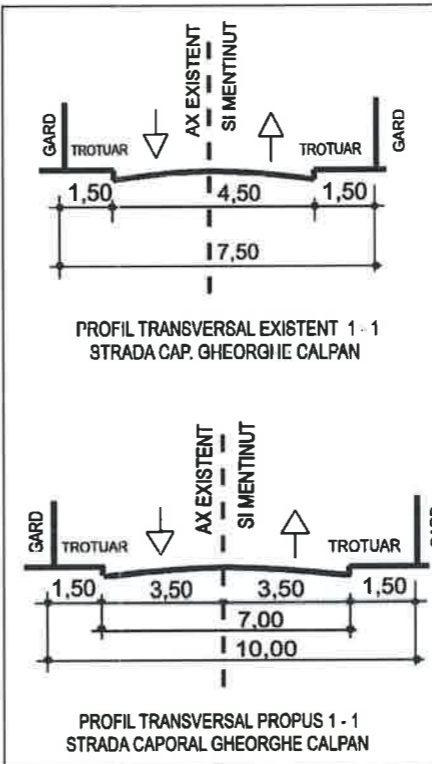 AX EXISTENT
SI MENTINUT
GARD
TROTUAR
TROTUAR
GARD
1,50
4,50
1,50
7,50
PROFIL TRANSVERSAL EXISTENT 1 - 1
STRADA CAP. GHEORGHE CALPAN
AX EXISTENT
SI MENTINUT
GARD
TROTUAR
TROTUAR
GARD
1,50
3,50
3,50
1,50
7,00
10,00
PROFIL TRANSVERSAL PROPUS 1 - 1
STRADA CAPORAL GHEORGHE CALPAN